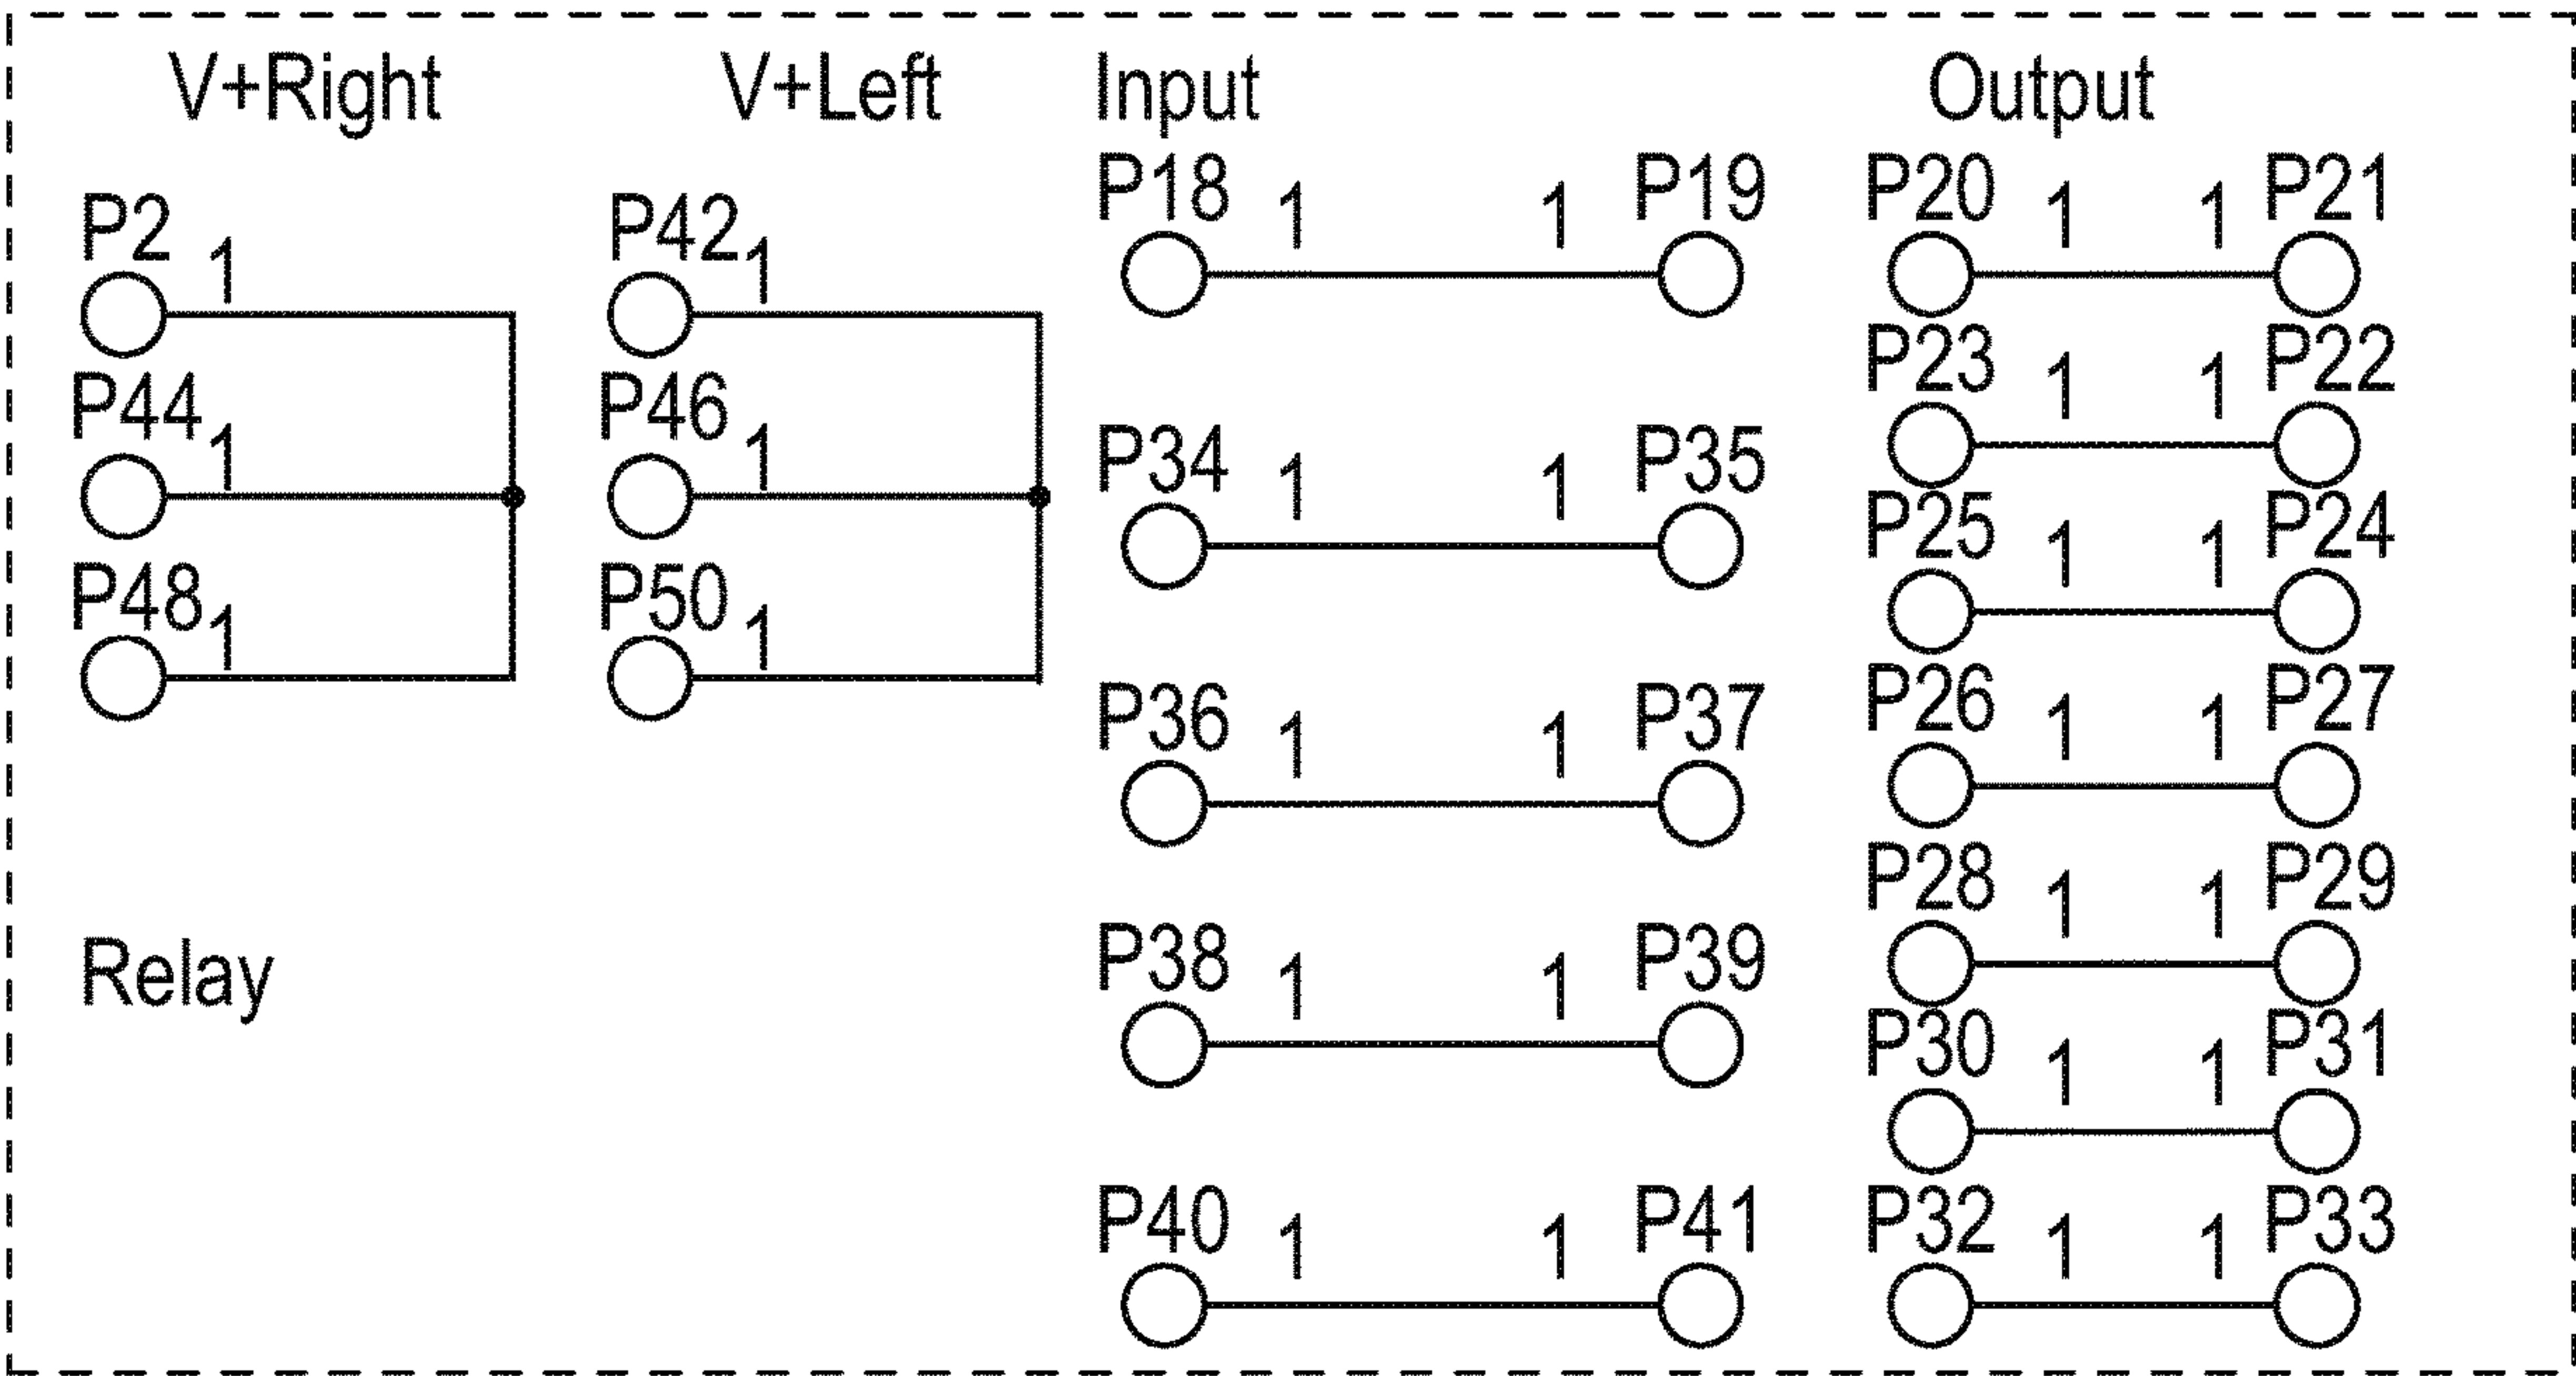 V+Right V+Left Input Output
P18 1 1 P19 P20 1 1 P21
P2 1 P42 1
P23 1 1 P22
P44 1 P46 1 P34 1 1 P35
P25 1 1 P24
P48 1 P50 1
P36 1 1 P37 P26 1 1 P27
P28 1 1 P29
Relay P38 1 1 P39
P30 1 1 P31
P40 1 1 P41 P32 1 1 P33